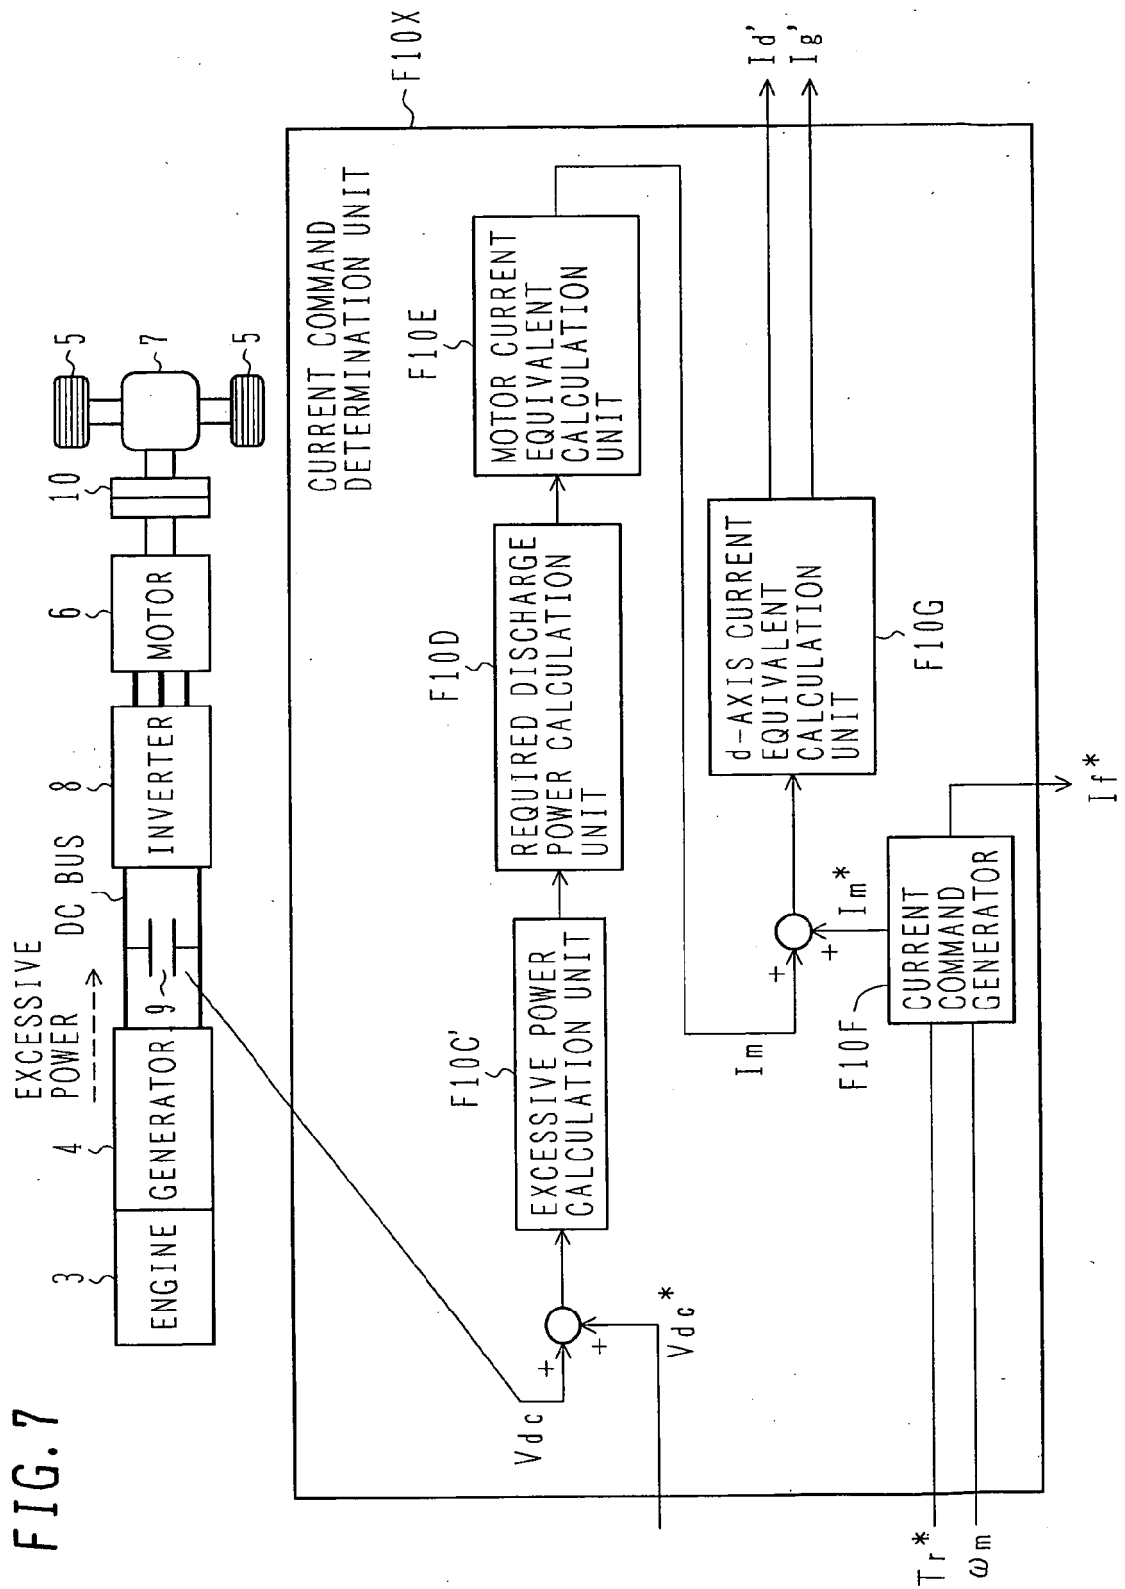 FIG.7
EXCESSIVE
POWER
DC BUS
3
4
9
8
6
10
5
7
5
ENGINE
GENERATOR
INVERTER
MOTOR
F10X
CURRENT COMMAND
DETERMINATION UNIT
Vdc
+
+
Vdc*
F10C'
EXCESSIVE POWER
CALCULATION UNIT
F10D
REQUIRED DISCHARGE
POWER CALCULATION
UNIT
F10E
MOTOR CURRENT
EQUIVALENT
CALCULATION
UNIT
Im
+
+
Im*
d-AXIS CURRENT
EQUIVALENT
CALCULATION
UNIT
F10G
Id'
Ig'
F10F
CURRENT
COMMAND
GENERATOR
If*
Tr*
ωm